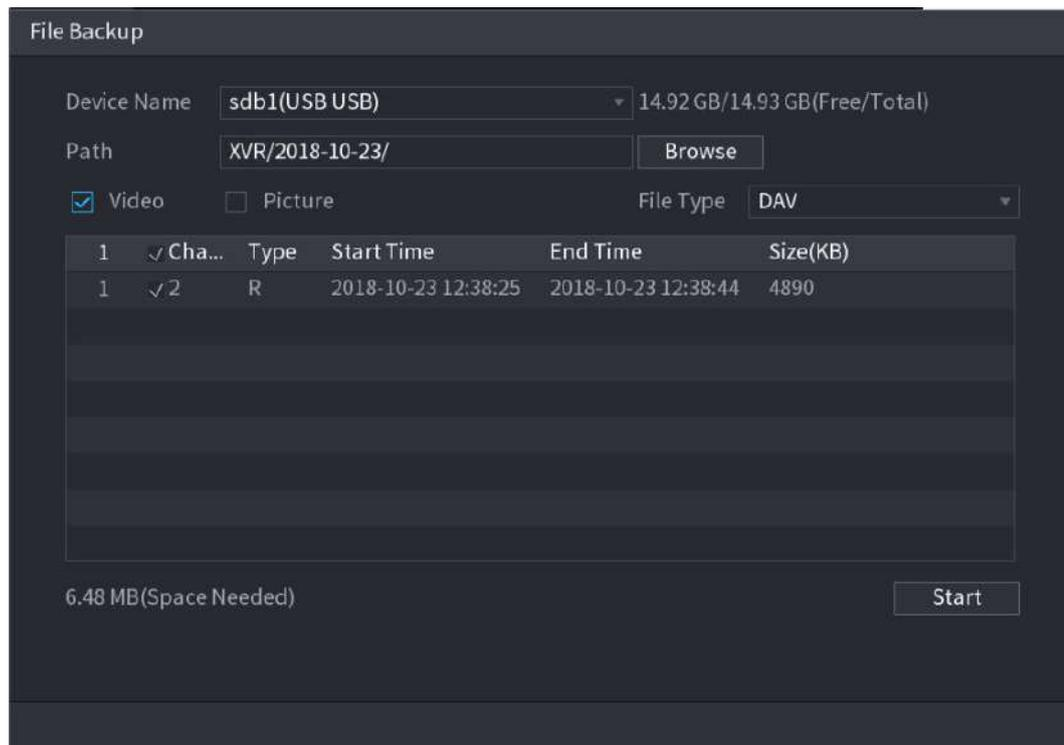 File Backup
Device Name sdb1(USB USB) 14.92 GB/14.93 GB(Free/Total)
Path XVR/2018-10-23/ Browse
Video Picture File Type DAV
1 Cha... Type Start Time End Time Size(KB)
1 2 R 2018-10-23 12:38:25 2018-10-23 12:38:44 4890
6.48 MB(Space Needed) Start